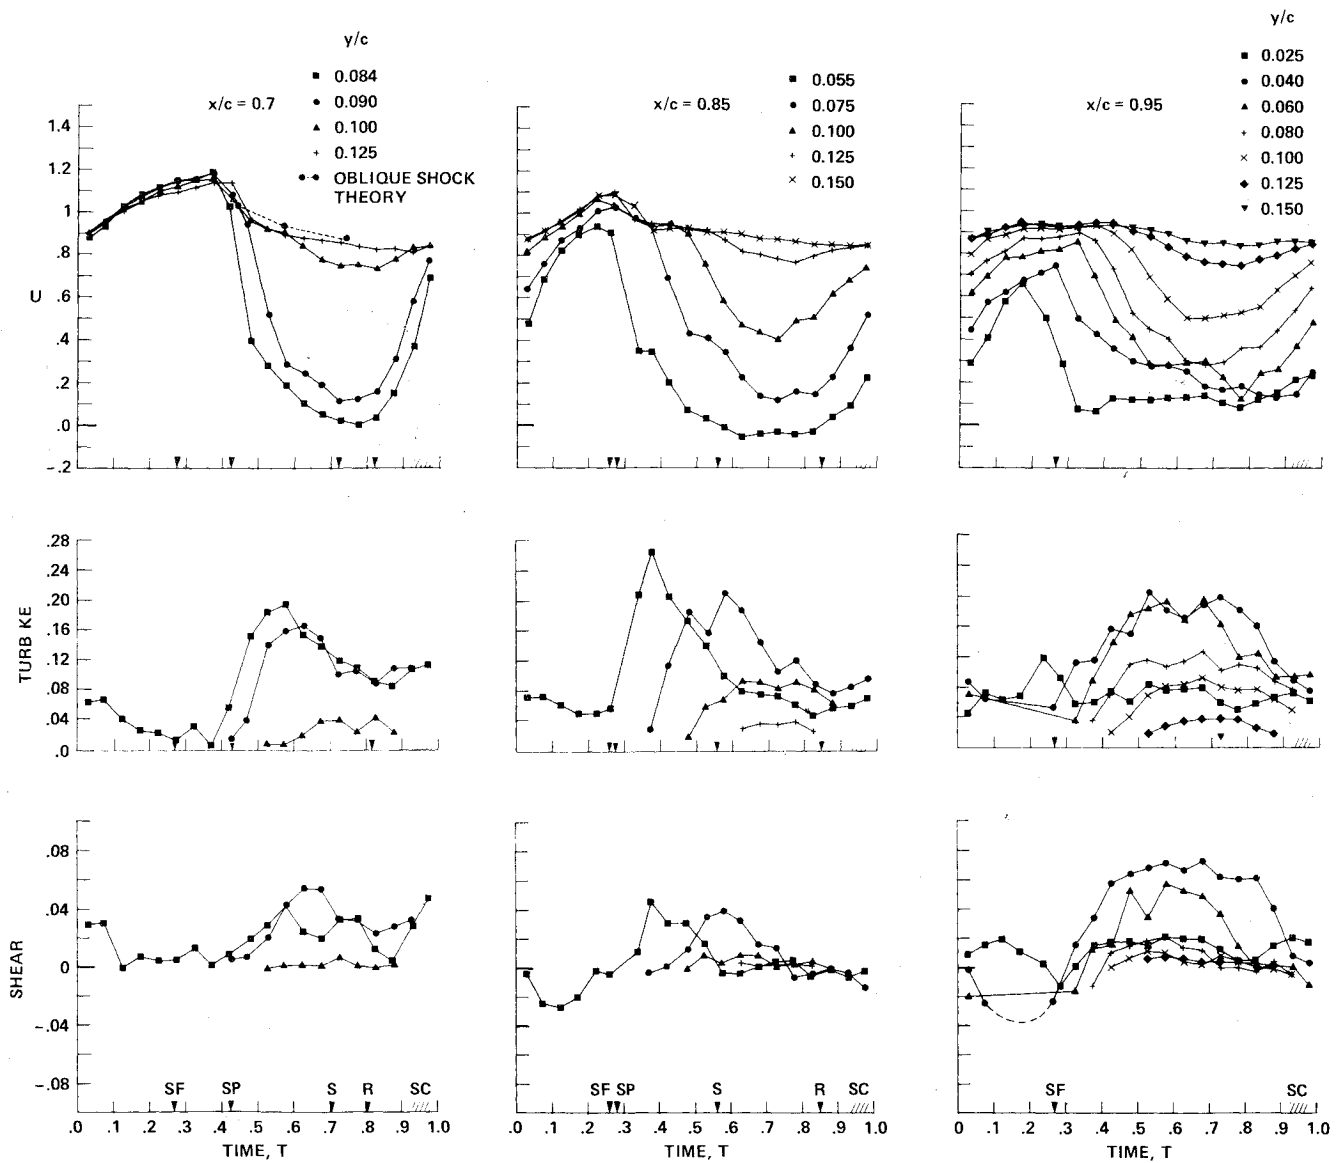 y/c
0.084
0.090
0.100
0.125
OBLIQUE SHOCK
THEORY
x/c = 0.7
y/c
0.055
0.075
0.100
0.125
0.150
x/c = 0.85
y/c
0.025
0.040
0.060
0.080
0.100
0.125
0.150
x/c = 0.95
U
1.4
1.2
1
.8
.6
.4
.2
.0
-.2
TURB KE
.28
.24
.20
.16
.12
.08
.04
.0
SHEAR
.08
.04
0
-.04
-.08
SF SP S R SC
SF SP S R SC
SF SC
.0 .1 .2 .3 .4 .5 .6 .7 .8 .9 1.0
TIME, T
.0 .1 .2 .3 .4 .5 .6 .7 .8 .9 1.0
TIME, T
0 .1 .2 .3 .4 .5 .6 .7 .8 .9 1.0
TIME, T